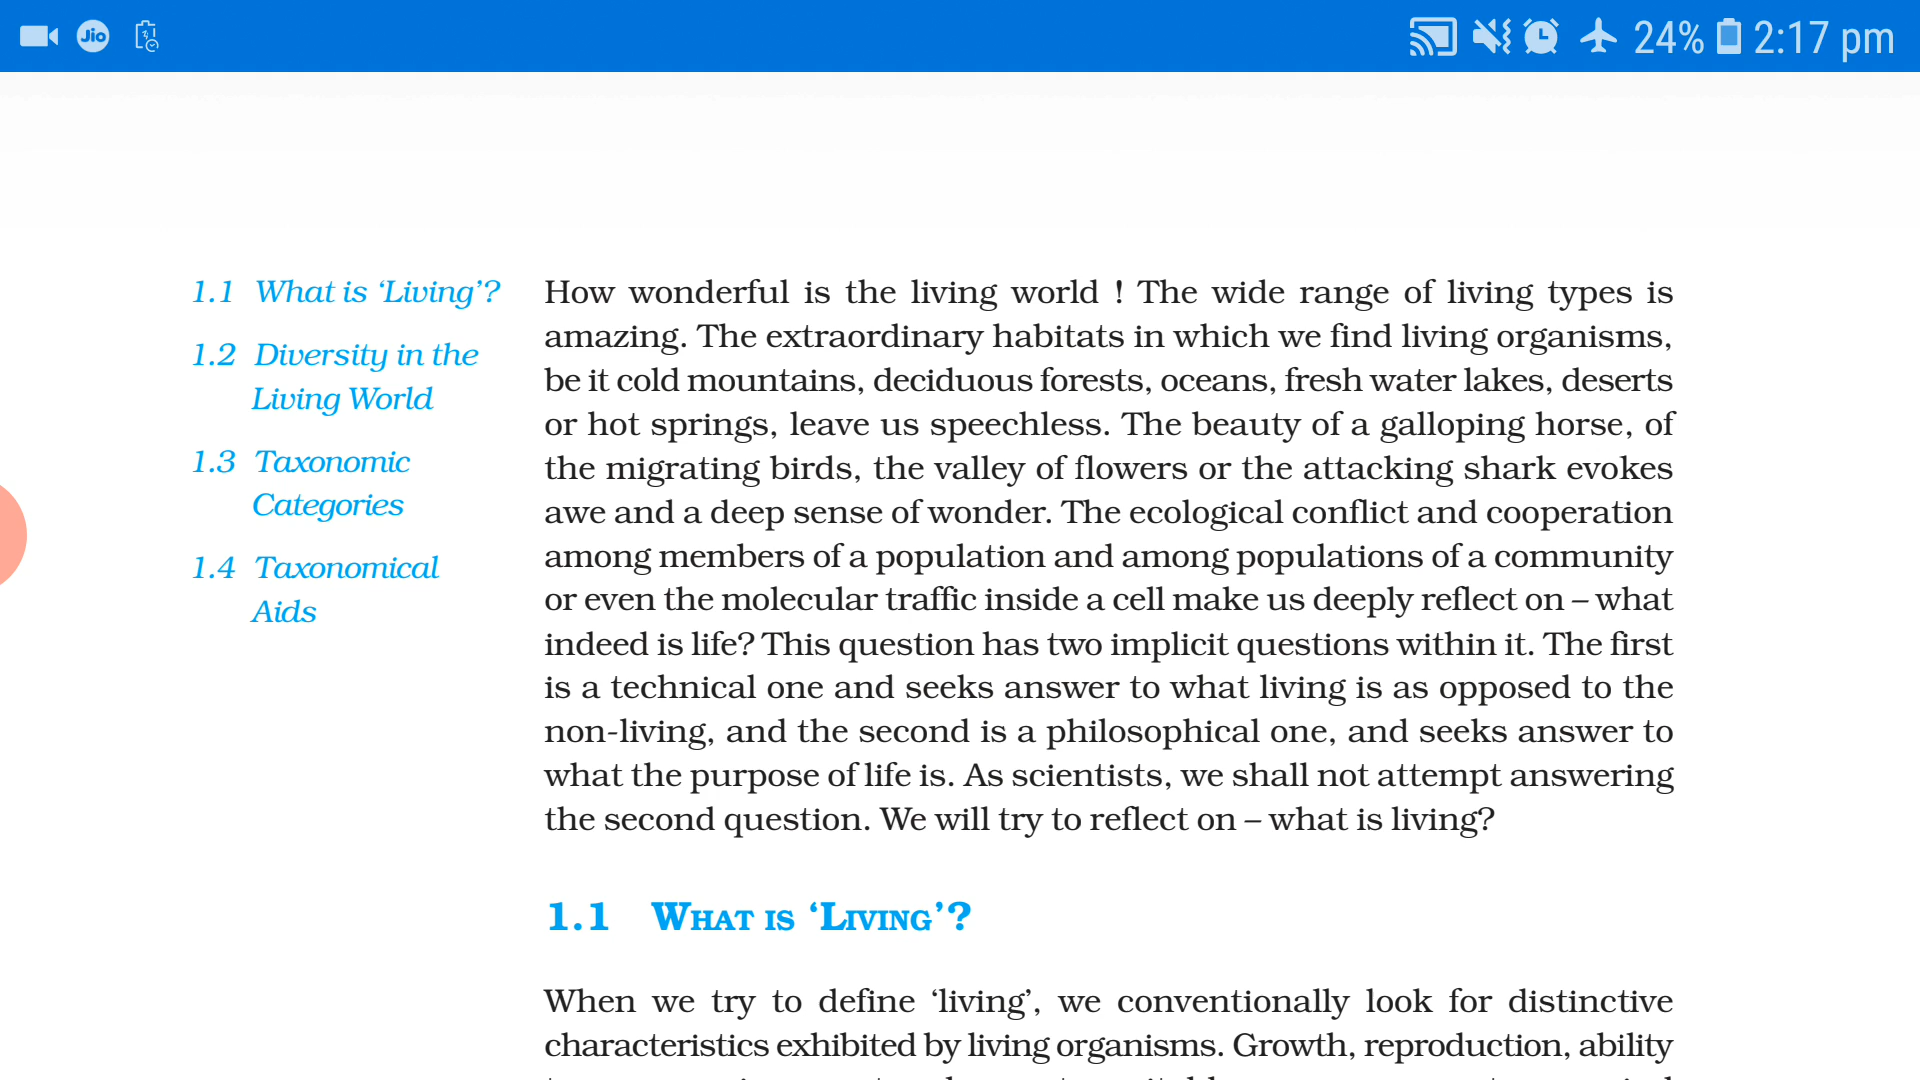 Jio
24% 2:17 pm
1.1 What is ‘Living’?
1.2 Diversity in the
Living World
1.3 Taxonomic
Categories
1.4 Taxonomical
Aids
How wonderful is the living world ! The wide range of living types is
amazing. The extraordinary habitats in which we find living organisms,
be it cold mountains, deciduous forests, oceans, fresh water lakes, deserts
or hot springs, leave us speechless. The beauty of a galloping horse, of
the migrating birds, the valley of flowers or the attacking shark evokes
awe and a deep sense of wonder. The ecological conflict and cooperation
among members of a population and among populations of a community
or even the molecular traffic inside a cell make us deeply reflect on – what
indeed is life? This question has two implicit questions within it. The first
is a technical one and seeks answer to what living is as opposed to the
non-living, and the second is a philosophical one, and seeks answer to
what the purpose of life is. As scientists, we shall not attempt answering
the second question. We will try to reflect on – what is living?
1.1 What is ‘Living’?
When we try to define ‘living’, we conventionally look for distinctive
characteristics exhibited by living organisms. Growth, reproduction, ability